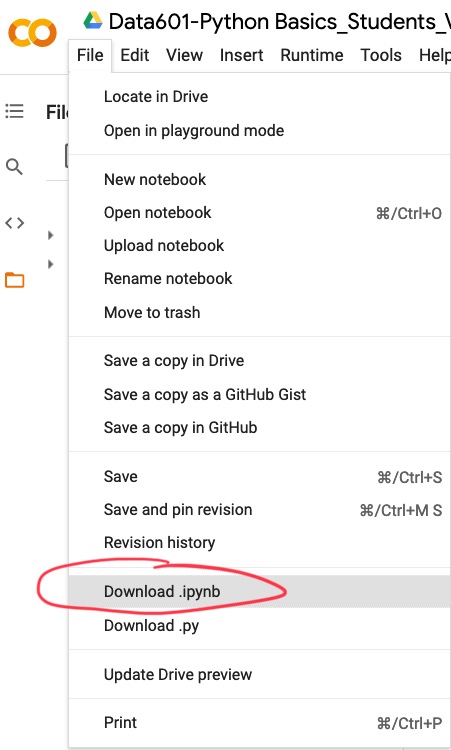 Data601-Python Basics_Students_V
File Edit View Insert Runtime Tools Help
Locate in Drive
Open in playground mode
New notebook
Open notebook ⌘/Ctrl+O
Upload notebook
Rename notebook
Move to trash
Save a copy in Drive
Save a copy as a GitHub Gist
Save a copy in GitHub
Save ⌘/Ctrl+S
Save and pin revision ⌘/Ctrl+M S
Revision history
Download .ipynb
Download .py
Update Drive preview
Print ⌘/Ctrl+P